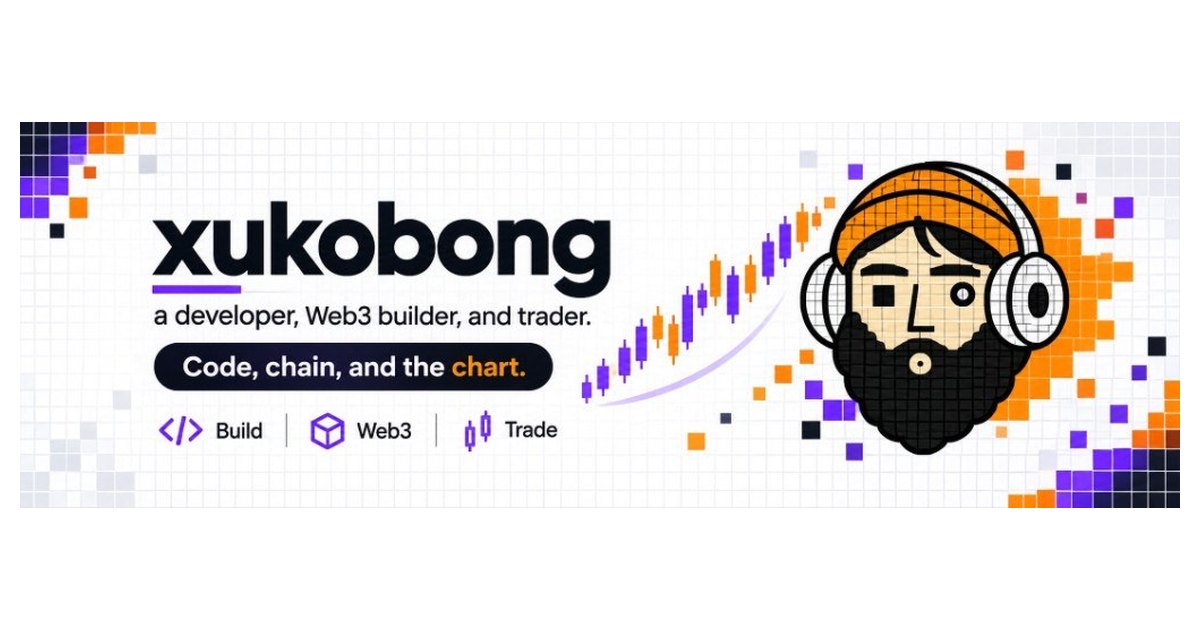 xukobong
a developer, Web3 builder, and trader.
Code, chain, and the chart.
Build
Web3
Trade